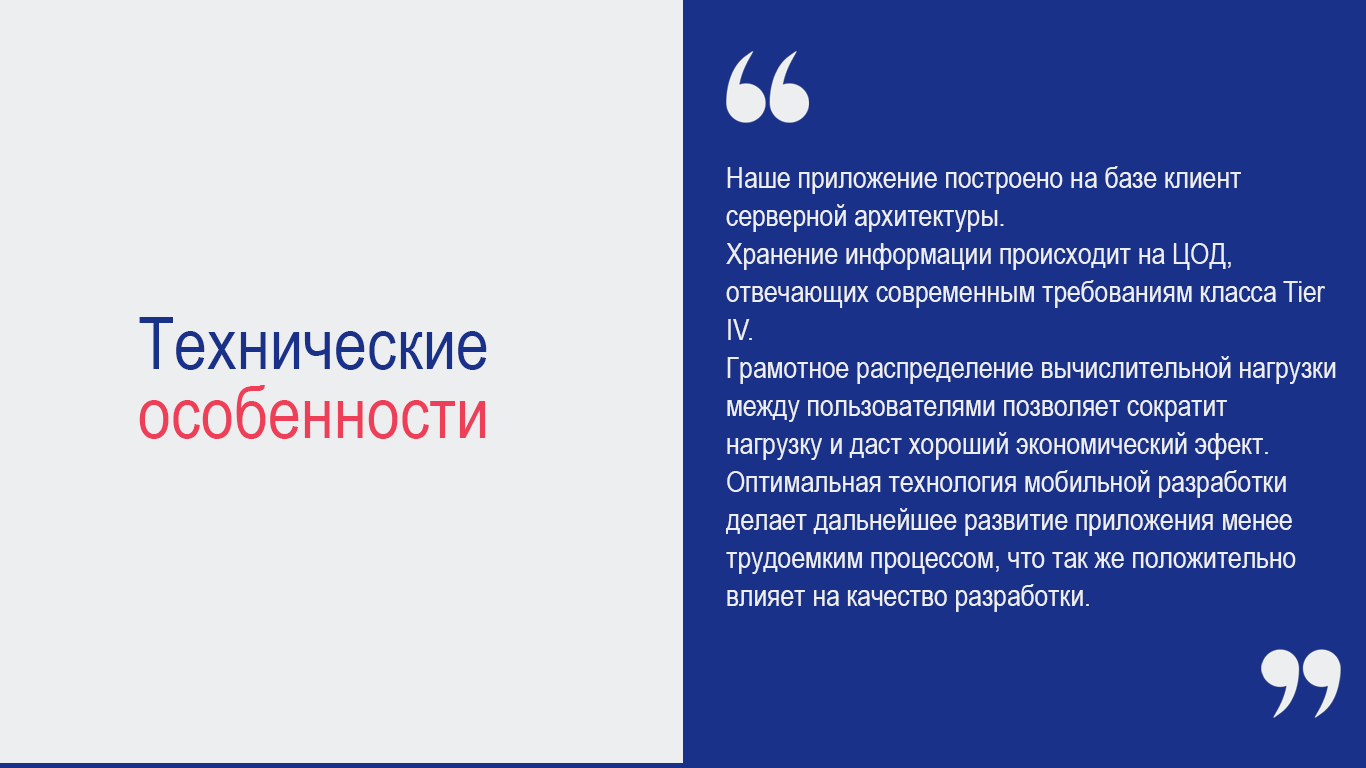 Технические
особенности
Наше приложение построено на базе клиент
серверной архитектуры.
Хранение информации происходит на ЦОД,
отвечающих современным требованиям класса Tier
IV.
Грамотное распределение вычислительной нагрузки
между пользователями позволяет сократит
нагрузку и даст хороший экономический эфект.
Оптимальная технология мобильной разработки
делает дальнейшее развитие приложения менее
трудоемким процессом, что так же положительно
влияет на качество разработки.